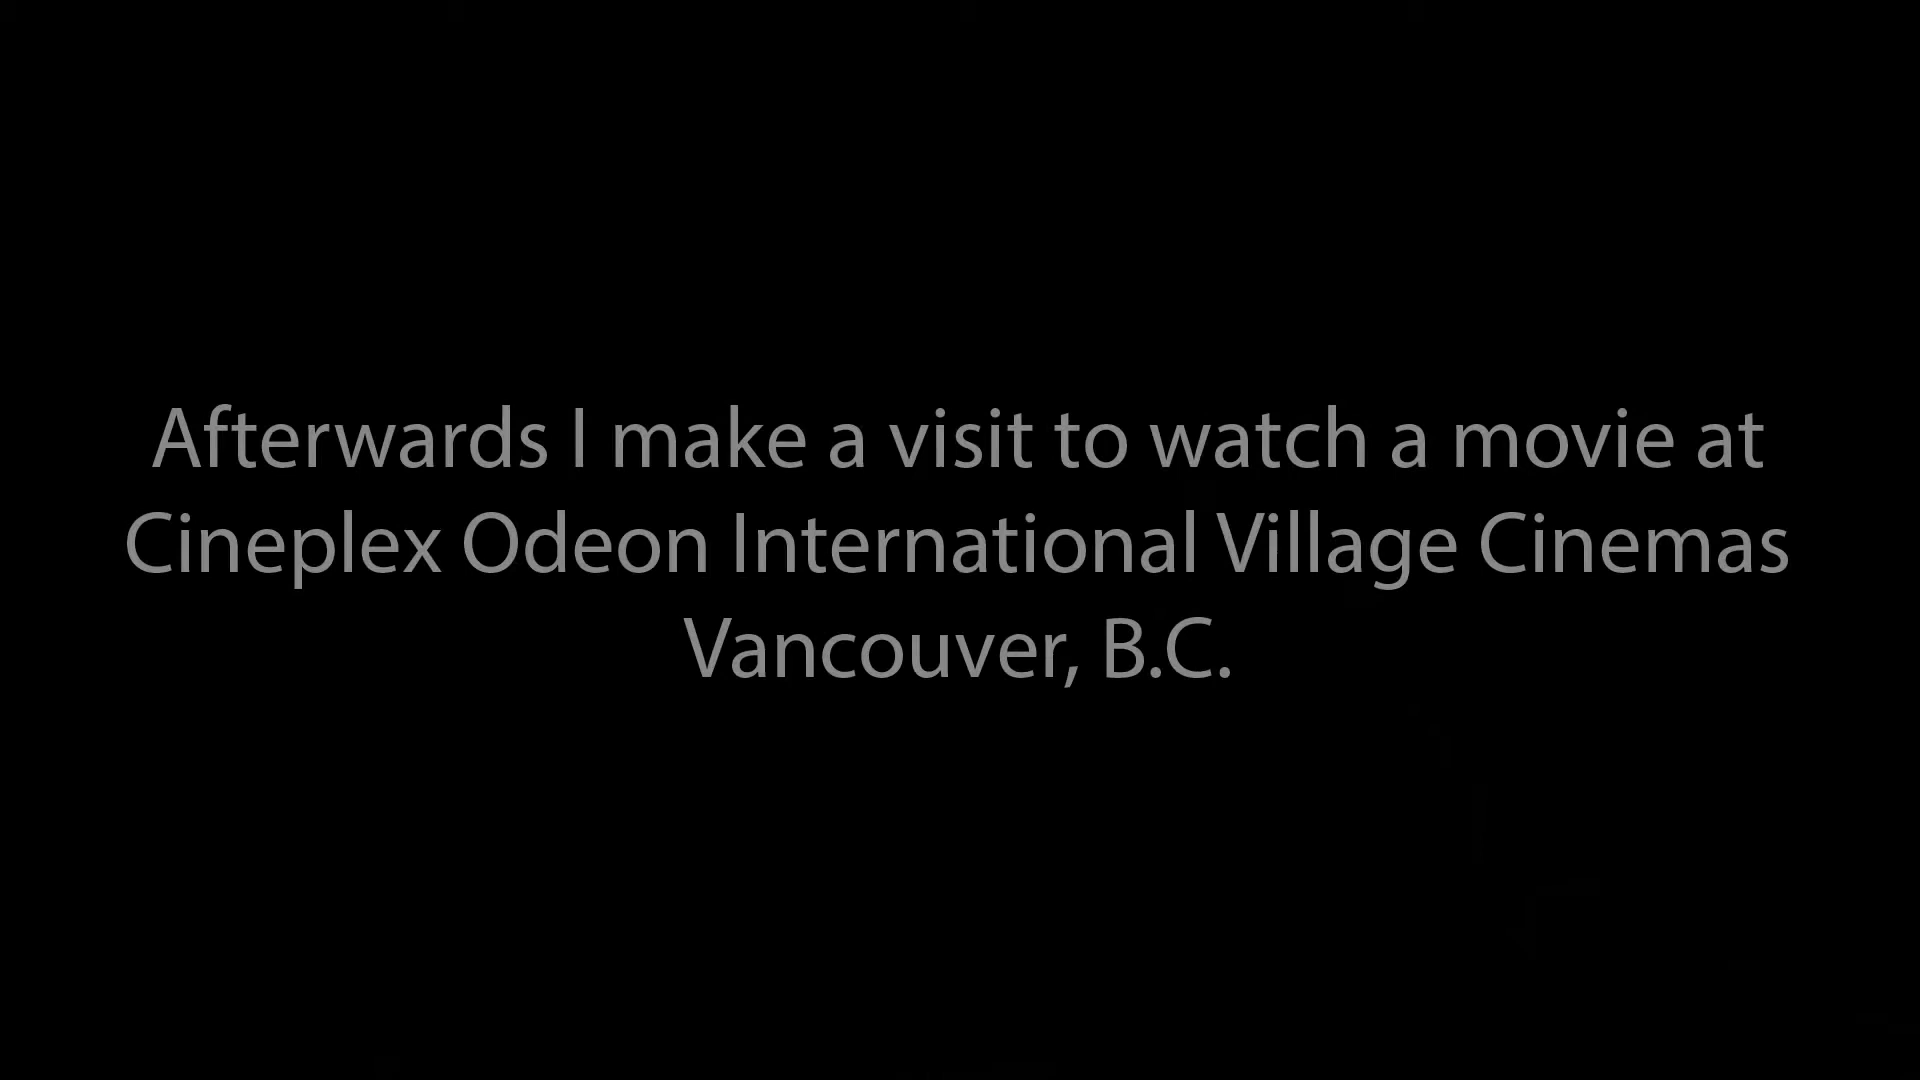 Afterwards I make a visit to watch a movie at
Cineplex Odeon International Village Cinemas
Vancouver, B.C.